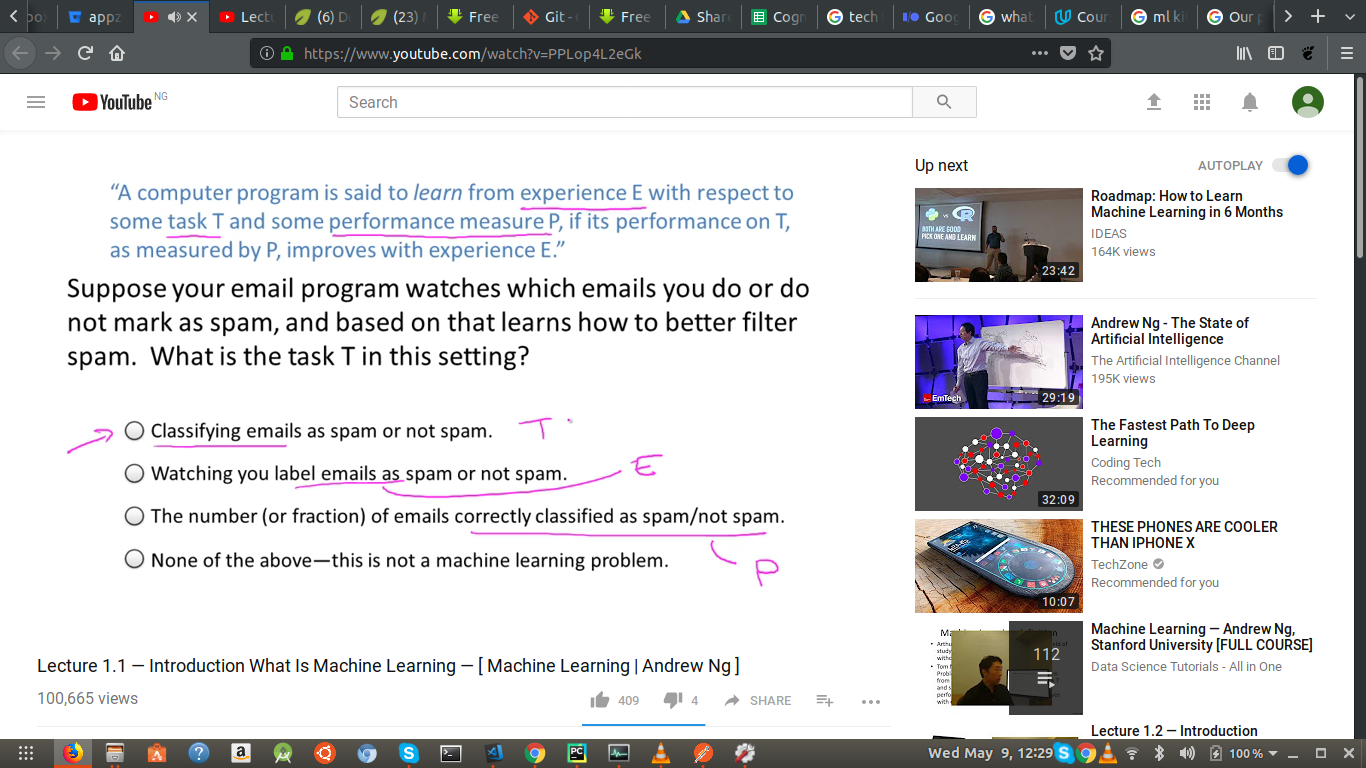 box
appz
Lectu
(6) D
(23)
Free
Git -
Free
Share
Cogn
tech
Goog
what
Cour
ml ki
Our p
https://www.youtube.com/watch?v=PPLop4L2eGk
YouTube NG
Search
“A computer program is said to learn from experience E with respect to
some task T and some performance measure P, if its performance on T,
as measured by P, improves with experience E.”
Suppose your email program watches which emails you do or do
not mark as spam, and based on that learns how to better filter
spam.  What is the task T in this setting?
Classifying emails as spam or not spam. T
Watching you label emails as spam or not spam. E
The number (or fraction) of emails correctly classified as spam/not spam.
None of the above—this is not a machine learning problem.
P
Lecture 1.1 — Introduction What Is Machine Learning — [ Machine Learning | Andrew Ng ]
100,665 views
409
4
SHARE
Up next
AUTOPLAY
VS R
BOTH ARE GOOD
PICK ONE AND LEARN
23:42
Roadmap: How to Learn
Machine Learning in 6 Months
IDEAS
164K views
EmTech
29:19
Andrew Ng - The State of
Artificial Intelligence
The Artificial Intelligence Channel
195K views
32:09
The Fastest Path To Deep
Learning
Coding Tech
Recommended for you
10:07
THESE PHONES ARE COOLER
THAN IPHONE X
TechZone
Recommended for you
112
Machine Learning — Andrew Ng,
Stanford University [FULL COURSE]
Data Science Tutorials - All in One
Lecture 1.2 — Introduction
Wed May 9, 12:29
100 %